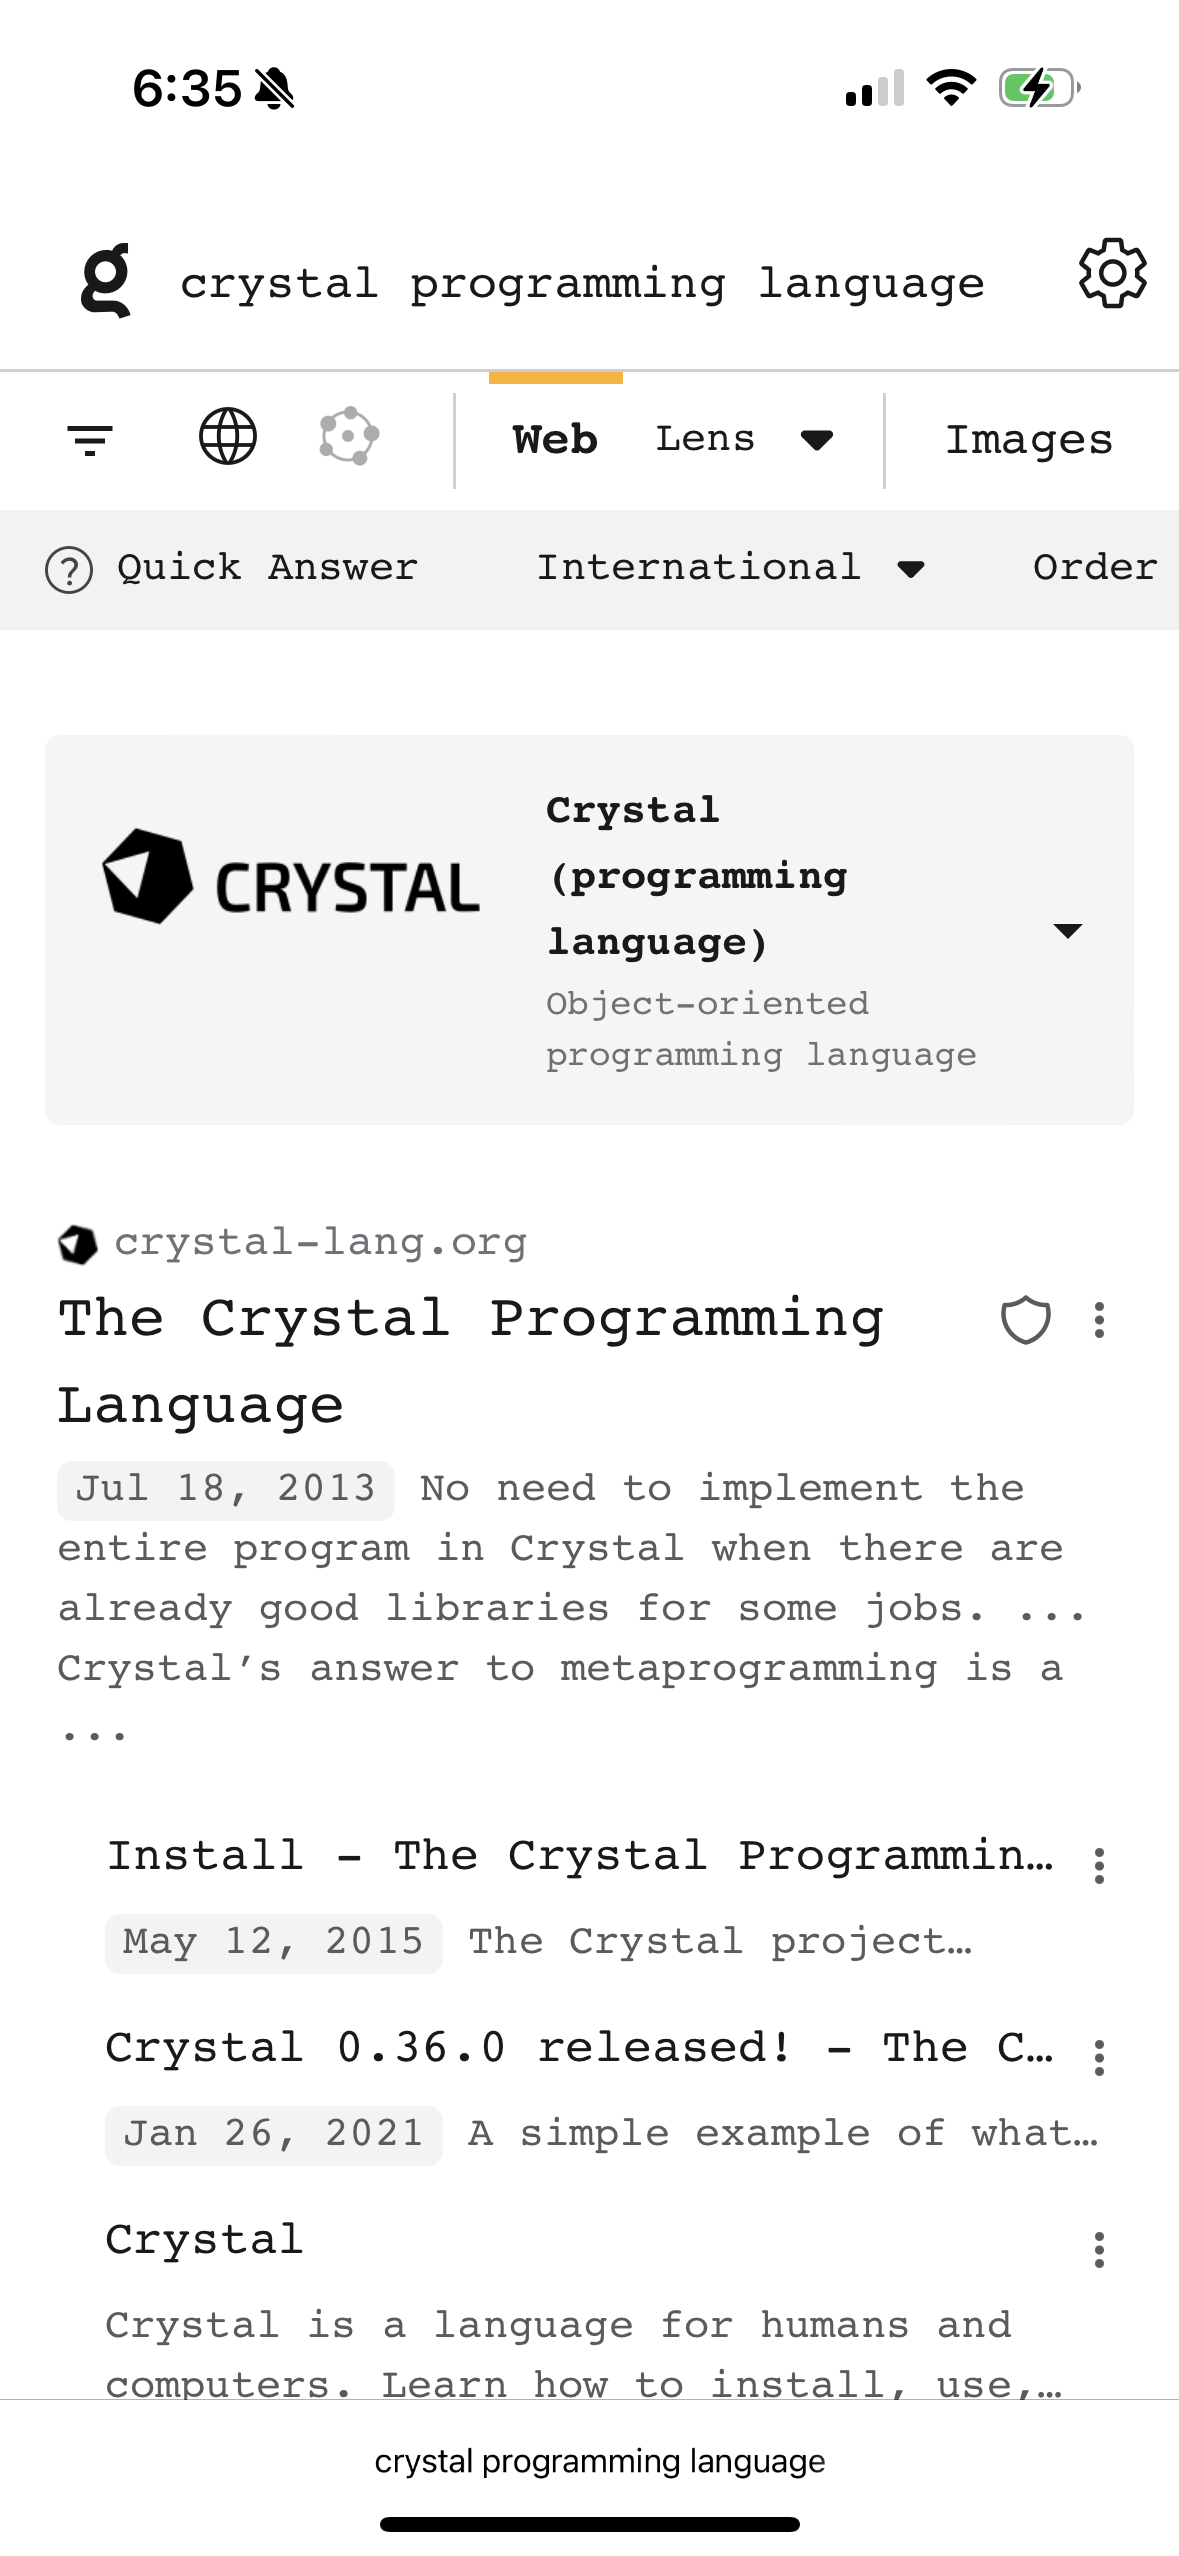 6:35
g crystal programming language
Web Lens Images
Quick Answer International Order
CRYSTAL
Crystal
(programming
language)
Object-oriented
programming language
crystal-lang.org
The Crystal Programming
Language
Jul 18, 2013 No need to implement the
entire program in Crystal when there are
already good libraries for some jobs. ...
Crystal’s answer to metaprogramming is a
...
Install - The Crystal Programmin…
May 12, 2015 The Crystal project…
Crystal 0.36.0 released! - The C…
Jan 26, 2021 A simple example of what…
Crystal
Crystal is a language for humans and
computers. Learn how to install, use,…
crystal programming language